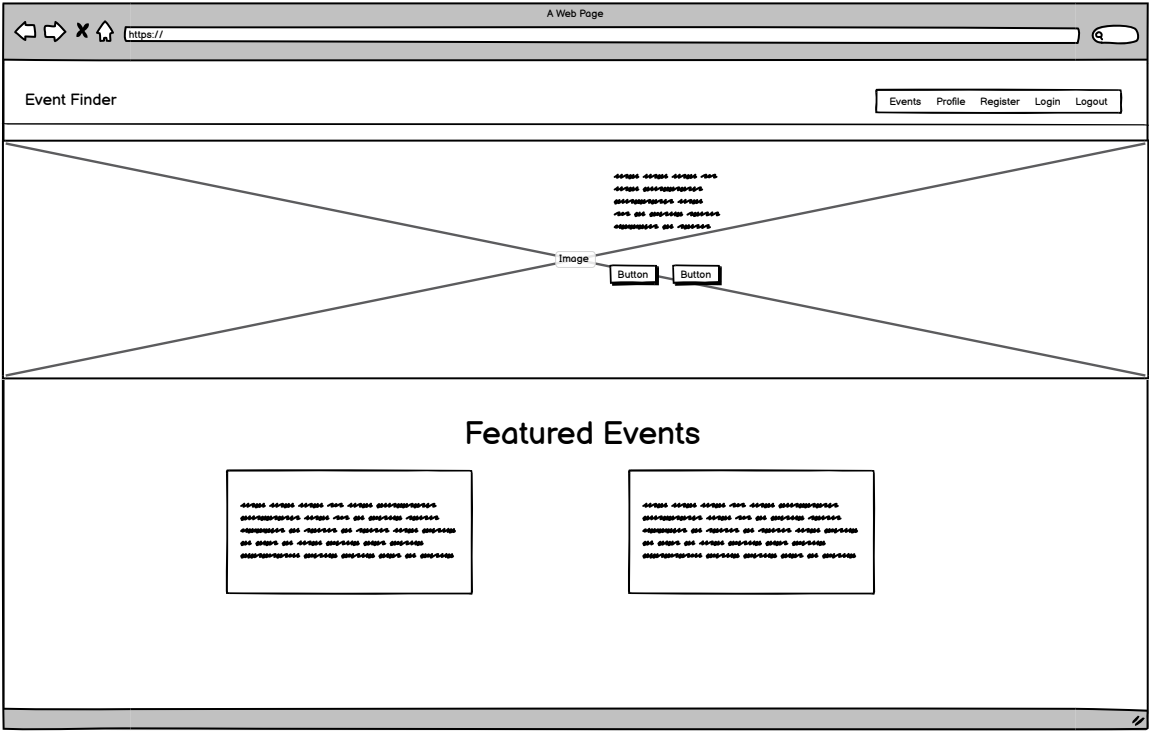 A Web Page
https://
Event Finder
Events Profile Register Login Logout
Image
Button Button
Featured Events